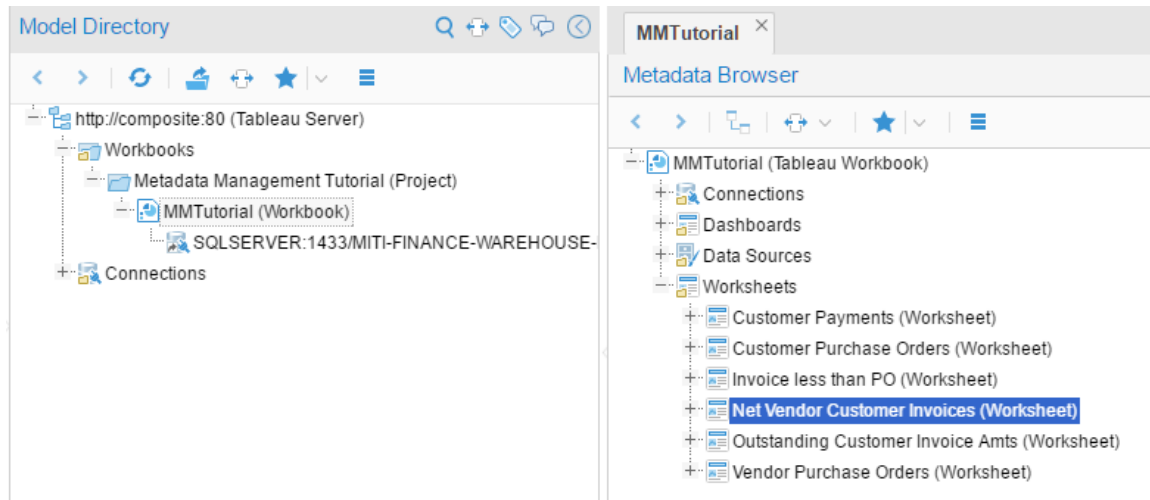 Model Directory
http://composite:80 (Tableau Server)
Workbooks
Metadata Management Tutorial (Project)
MMTutorial (Workbook)
SQLSERVER:1433/MITI-FINANCE-WAREHOUSE-
Connections
MMTutorial
Metadata Browser
MMTutorial (Tableau Workbook)
Connections
Dashboards
Data Sources
Worksheets
Customer Payments (Worksheet)
Customer Purchase Orders (Worksheet)
Invoice less than PO (Worksheet)
Net Vendor Customer Invoices (Worksheet)
Outstanding Customer Invoice Amts (Worksheet)
Vendor Purchase Orders (Worksheet)